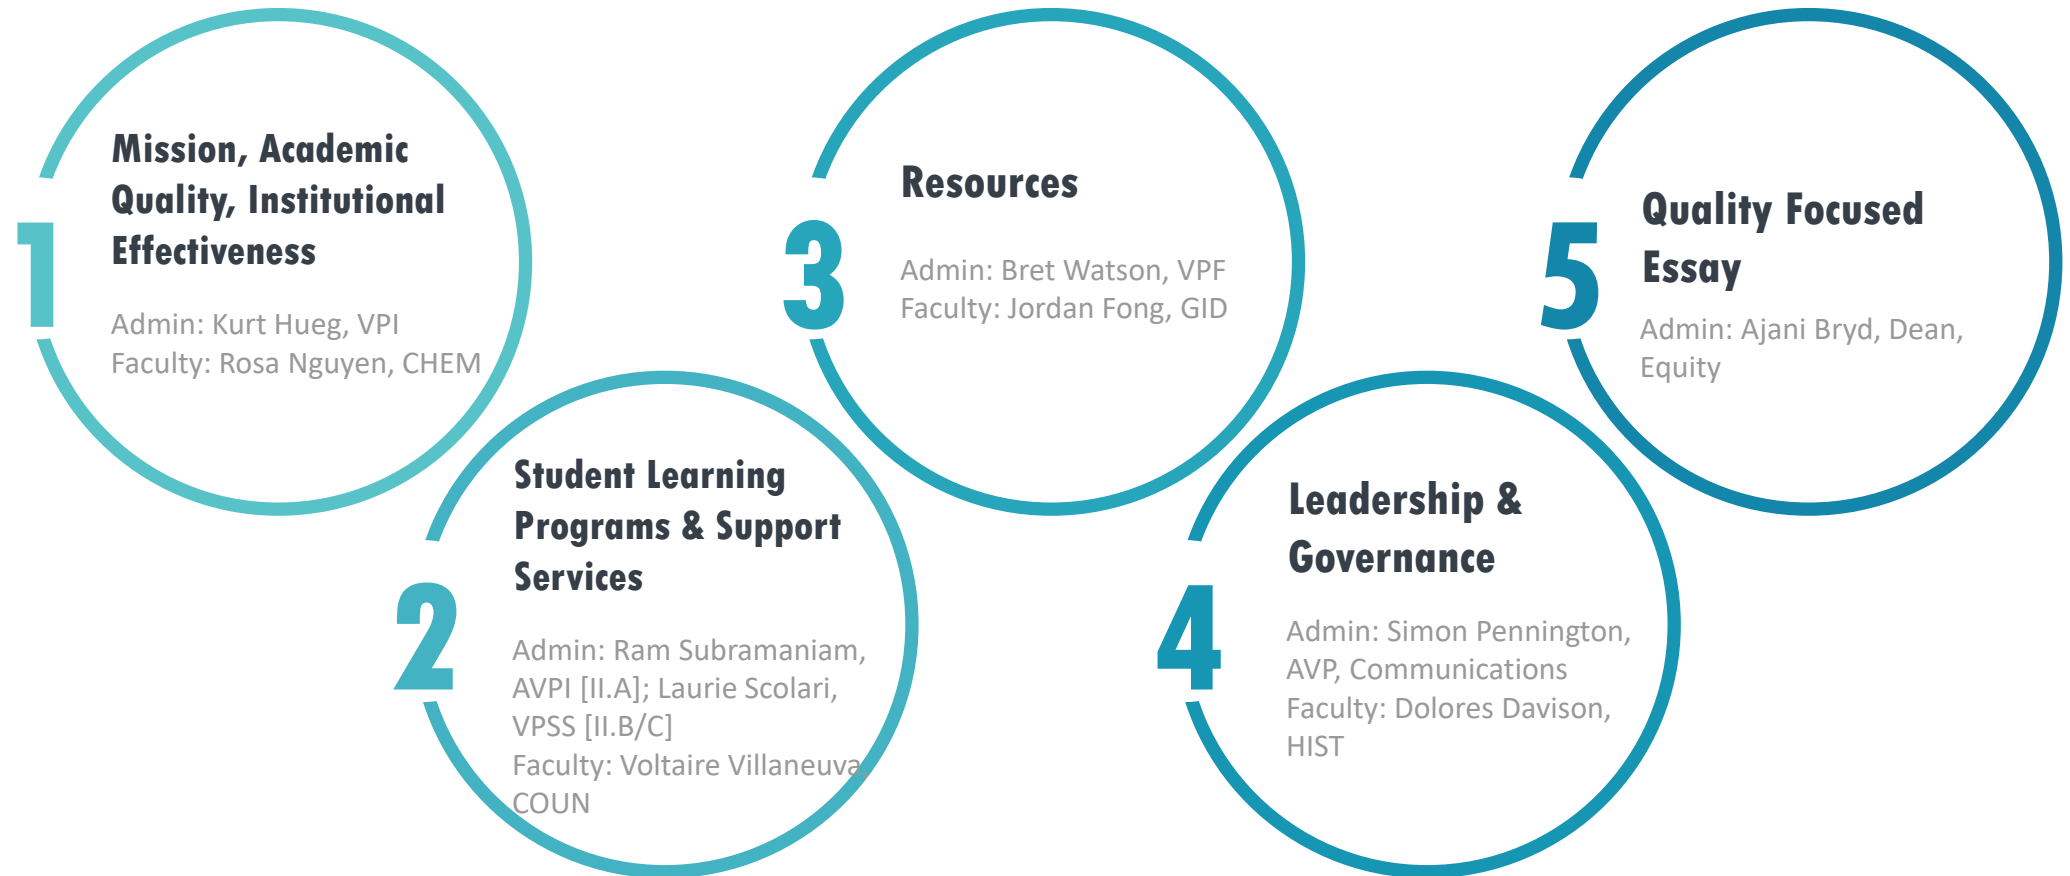 1
Mission, Academic
Quality, Institutional
Effectiveness
Admin: Kurt Hueg, VPI
Faculty: Rosa Nguyen, CHEM
2
Student Learning
Programs & Support
Services
Admin: Ram Subramaniam,
AVPI [II.A]; Laurie Scolari,
VPSS [II.B/C]
Faculty: Voltaire Villaneuva,
COUN
3
Resources
Admin: Bret Watson, VPF
Faculty: Jordan Fong, GID
4
Leadership &
Governance
Admin: Simon Pennington,
AVP, Communications
Faculty: Dolores Davison,
HIST
5
Quality Focused
Essay
Admin: Ajani Bryd, Dean,
Equity